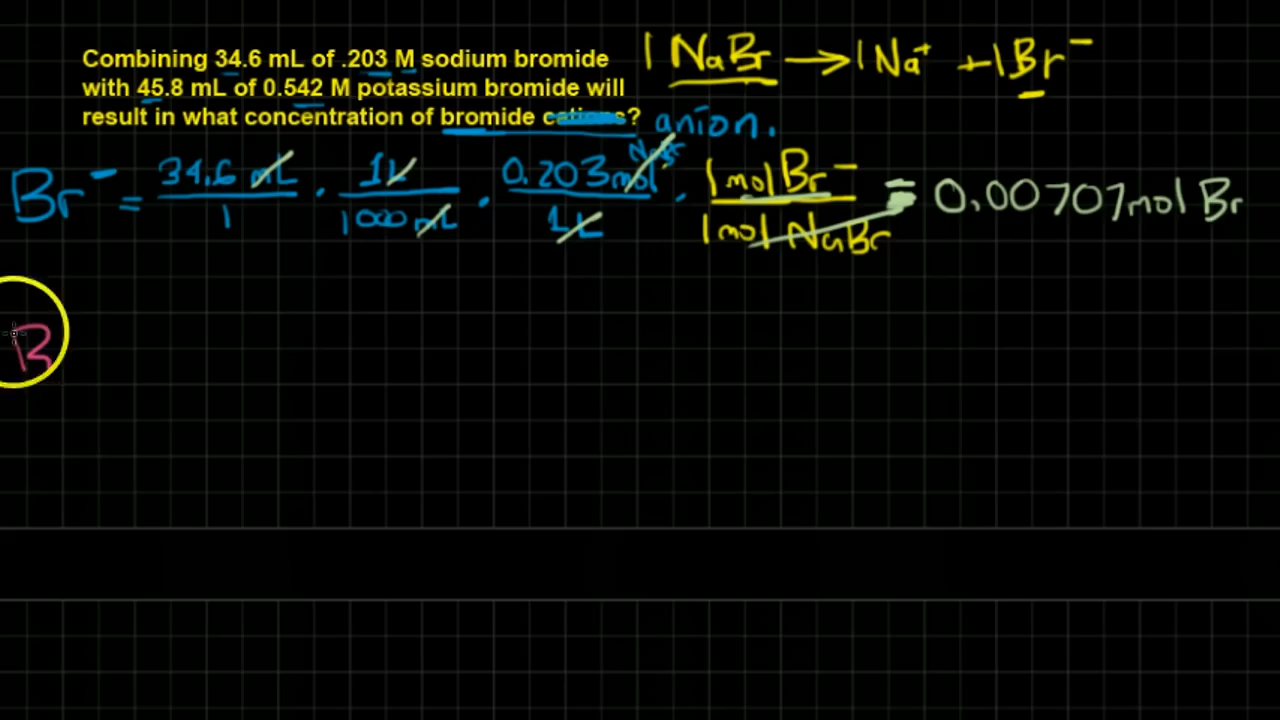 Combining 34.6 mL of .203 M sodium bromide
with 45.8 mL of 0.542 M potassium bromide will
result in what concentration of bromide cations? anion.
1 NaBr → 1 Na⁺ + 1 Br⁻
Br⁻ = 34.6 mL / 1 · 1 L / 1000 mL · 0.203 mol NaBr / 1 L · 1 mol Br⁻ / 1 mol NaBr = 0.00707 mol Br
B